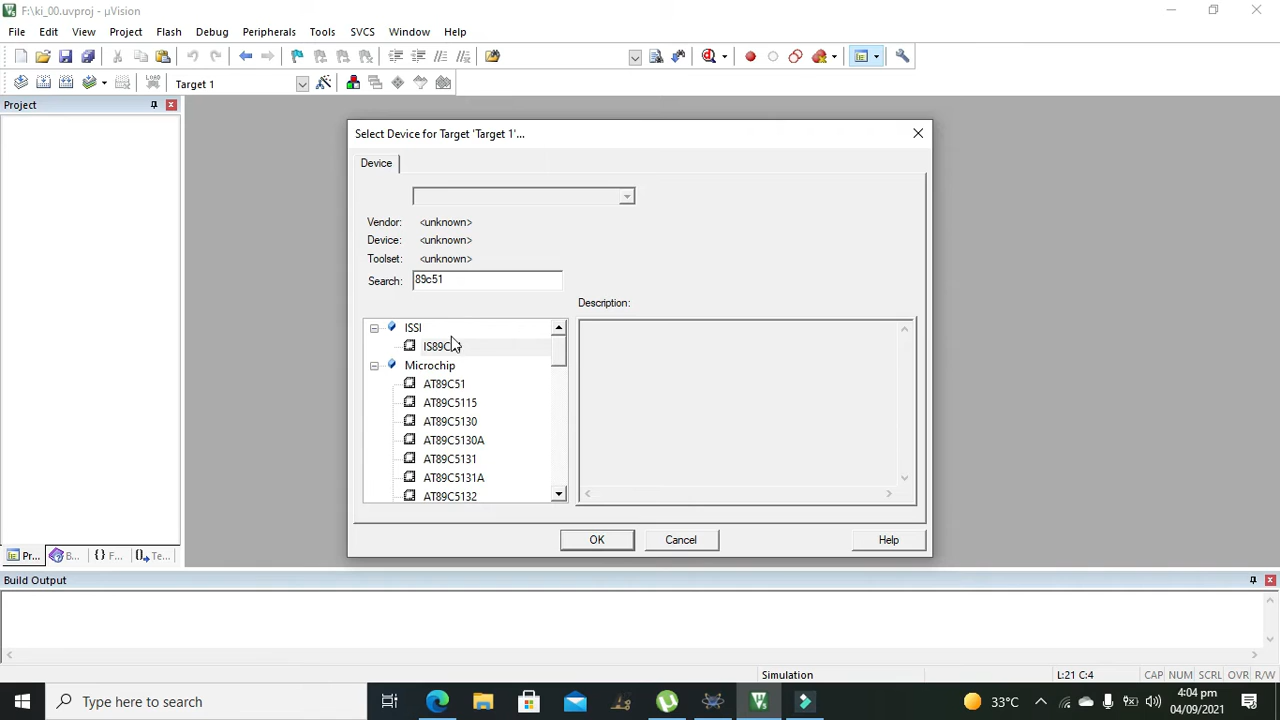 F:\ki_00.uvproj - µVision
File Edit View Project Flash Debug Peripherals Tools SVCS Window Help
LOAD Target 1
Project
Select Device for Target 'Target 1'...
Device
Vendor: <unknown>
Device: <unknown>
Toolset: <unknown>
Search: 89c51
Description:
ISSI
Microchip
AT89C51
AT89C5115
AT89C5130
AT89C5130A
AT89C5131
AT89C5131A
AT89C5132
OK Cancel Help
Pr... B... {} F... Te...
Build Output
Simulation L:21 C:4 CAP NUM SCRL OVR R/W
Type here to search 33°C 4:04 pm
04/09/2021